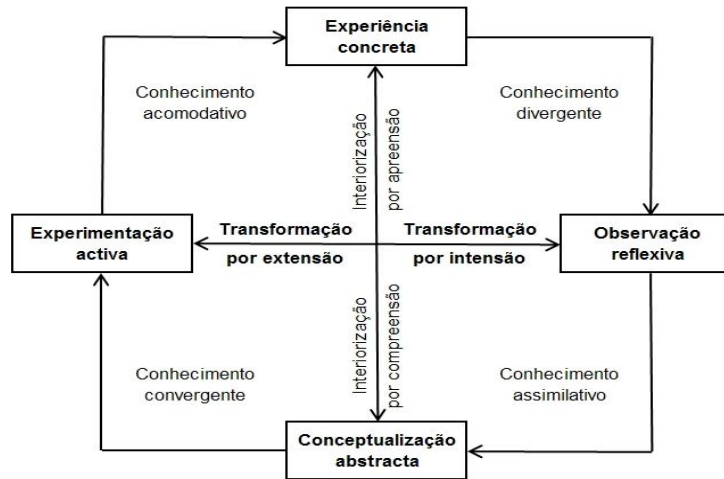 Experiência
concreta
Conhecimento
acomodativo
Interiorização
por apreensão
Conhecimento
divergente
Experimentação
activa
Transformação
por extensão
Transformação
por intensão
Observação
reflexiva
Conhecimento
convergente
Interiorização
por compreensão
Conhecimento
assimilativo
Conceptualização
abstracta